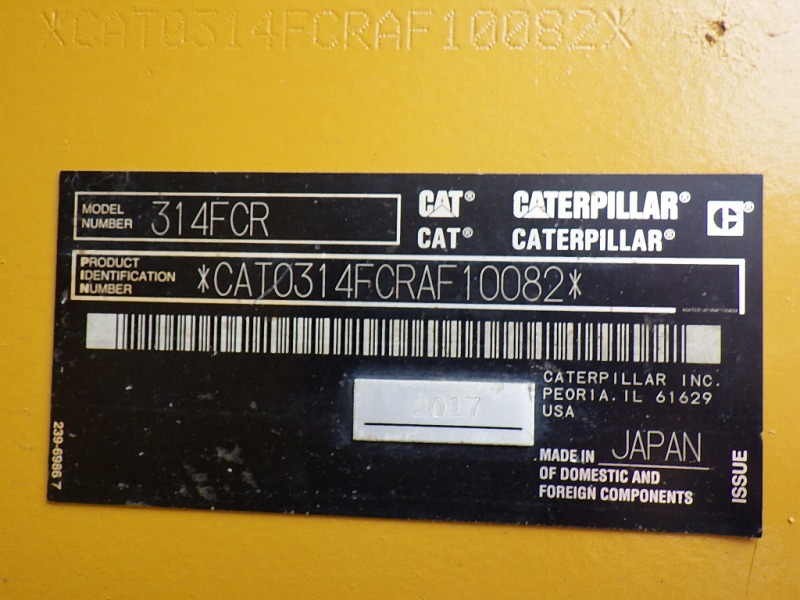 *CAT0314FCRAF10082*
MODEL NUMBER 314FCR
CAT® CATERPILLAR®
CAT® CATERPILLAR®
PRODUCT IDENTIFICATION NUMBER *CAT0314FCRAF10082*
2017
CATERPILLAR INC.
PEORIA. IL 61629
USA
MADE IN JAPAN
OF DOMESTIC AND
FOREIGN COMPONENTS
ISSUE
239-6986 7